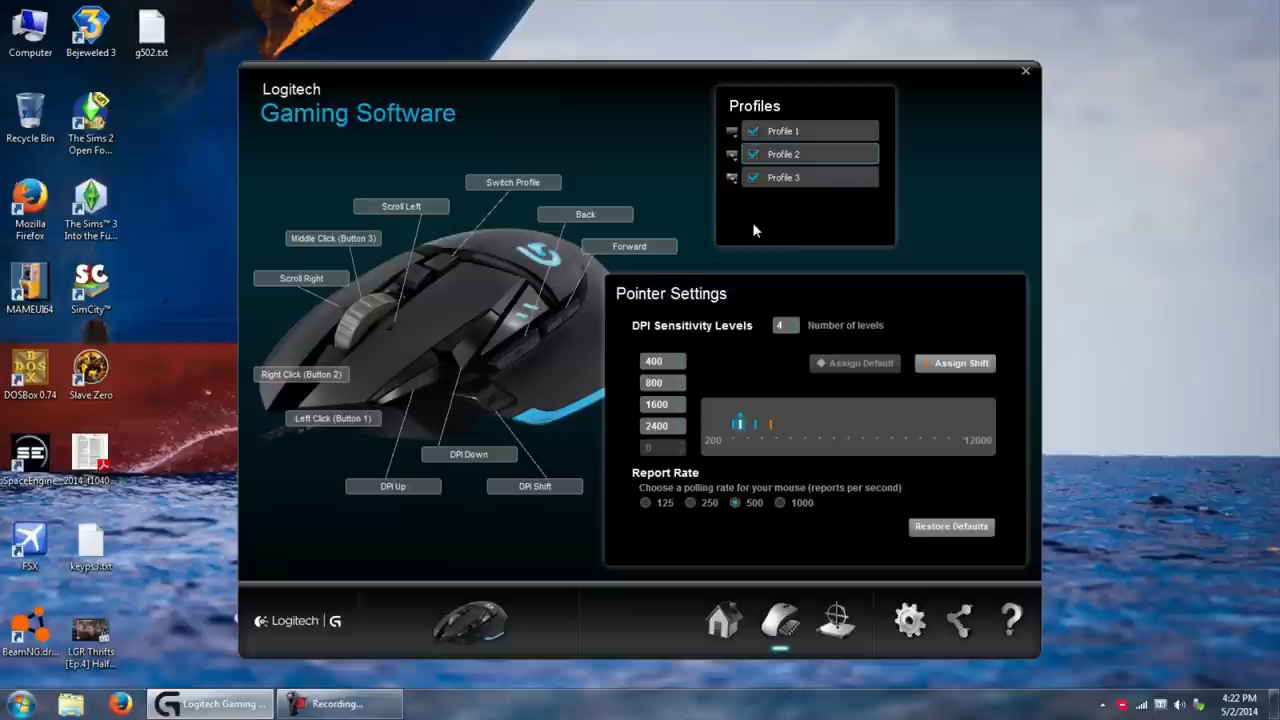 Computer
Bejeweled 3
g502.txt
Recycle Bin
The Sims 2
Open Fo...
Mozilla
Firefox
The Sims™ 3
Into the Fu...
MAMEUI64
SimCity™
DOSBox 0.74
Slave Zero
SpaceEngine
2014-f1040...
FSX
keyps3.txt
BeamNG.dr...
LGR Thrifts
[Ep.4] Half...
Logitech
Gaming Software
Profiles
Profile 1
Profile 2
Profile 3
Switch Profile
Scroll Left
Back
Middle Click (Button 3)
Forward
Scroll Right
Right Click (Button 2)
Left Click (Button 1)
DPI Down
DPI Up
DPI Shift
Pointer Settings
DPI Sensitivity Levels 4 Number of levels
400
Assign Default Assign Shift
800
1600
2400
0
200 12000
Report Rate
Choose a polling rate for your mouse (reports per second)
125 250 500 1000
Restore Defaults
Logitech | G
?
Logitech Gaming ...
Recording...
4:22 PM
5/2/2014